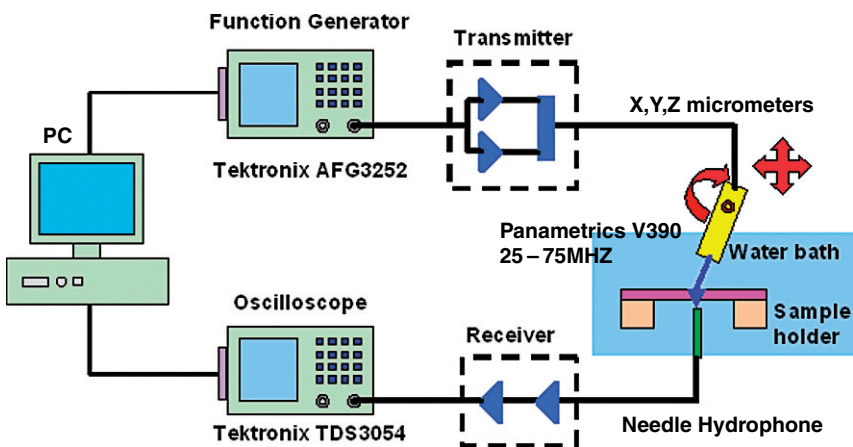 Function Generator
Transmitter
X,Y,Z micrometers
PC
Tektronix AFG3252
Panametrics V390
25 – 75MHZ
Water bath
Oscilloscope
Sample
holder
Receiver
Needle Hydrophone
Tektronix TDS3054